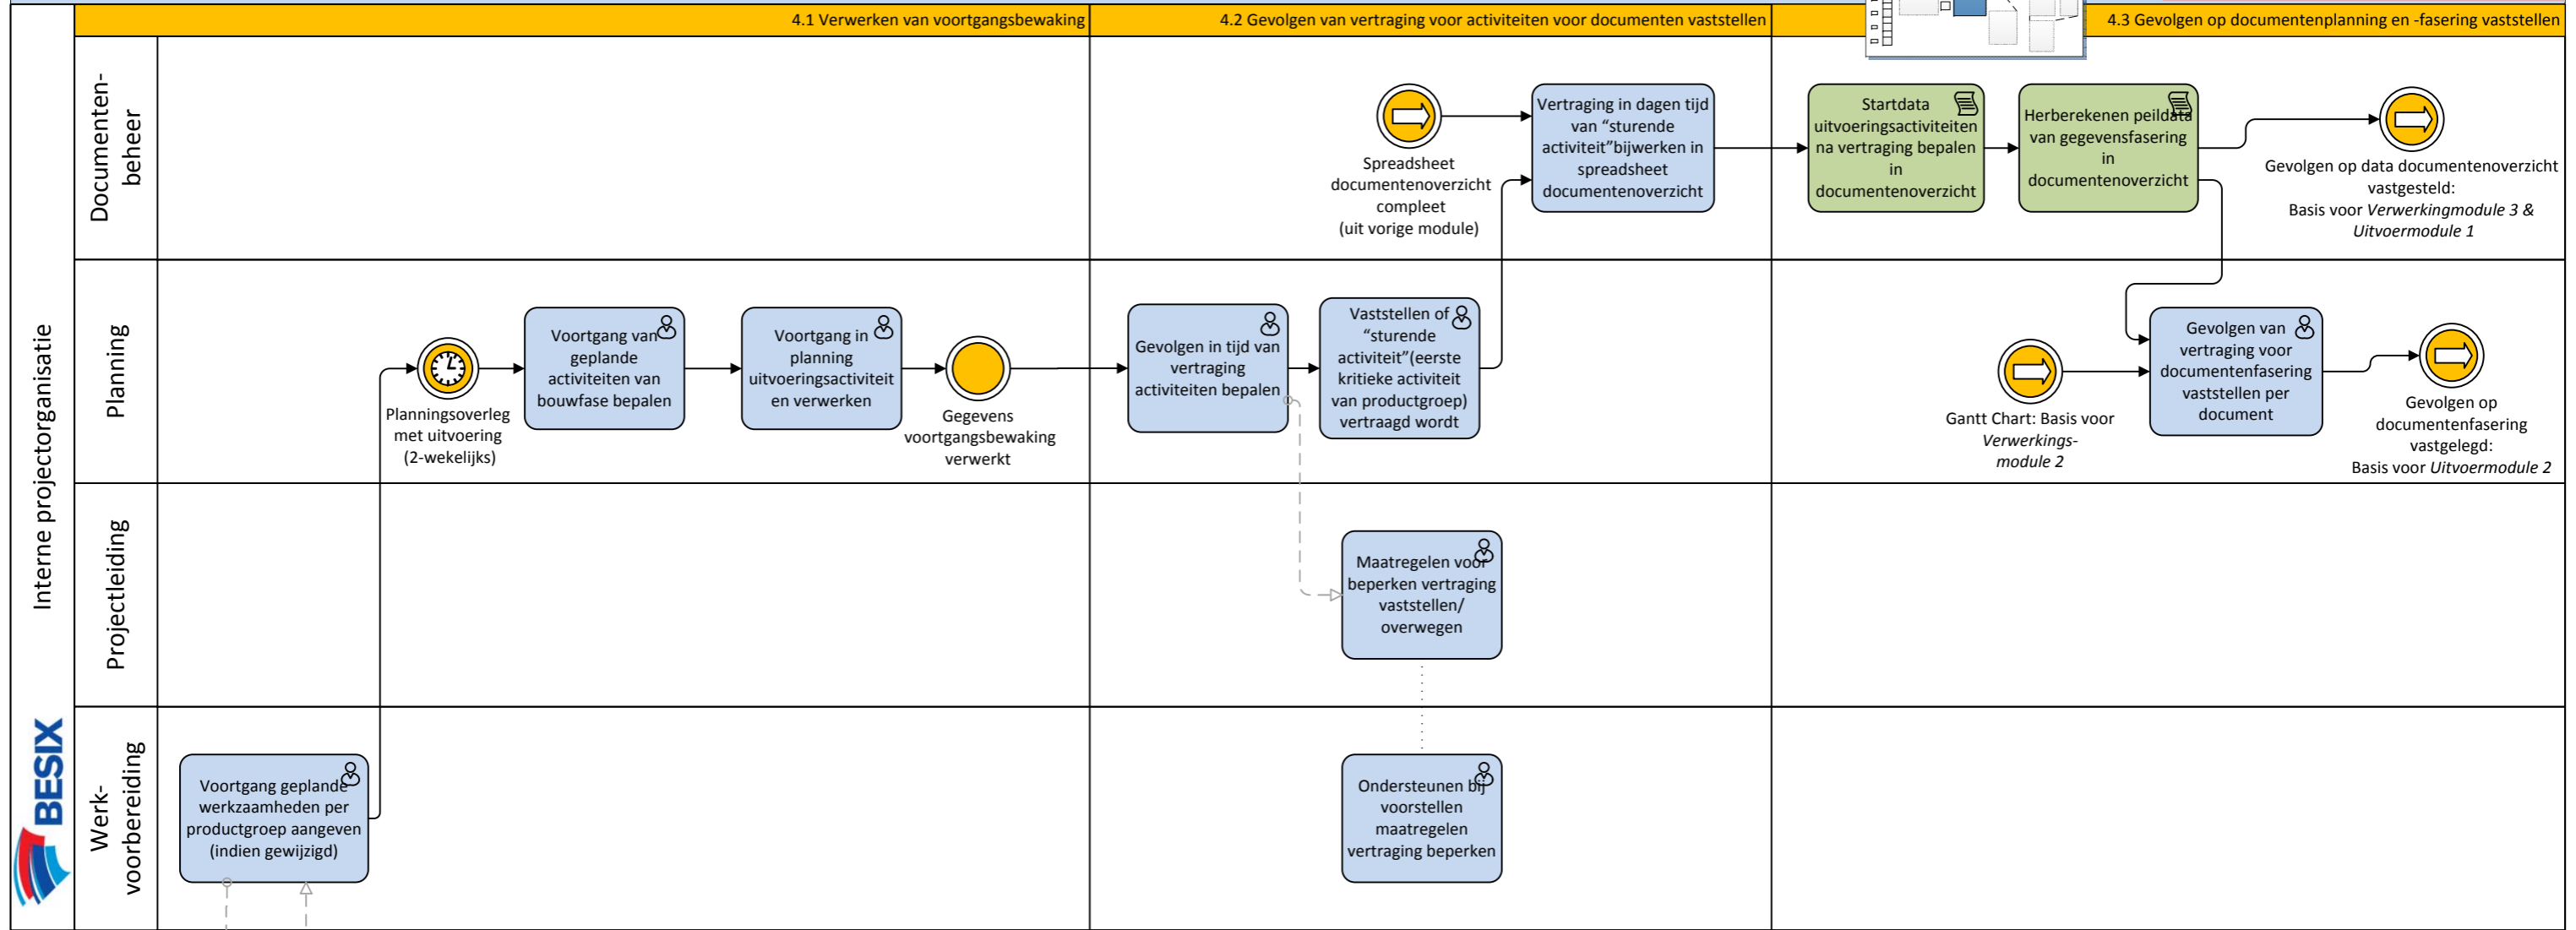 4.1 Verwerken van voortgangsbewaking
4.2 Gevolgen van vertraging voor activiteiten voor documenten vaststellen
4.3 Gevolgen op documentenplanning en -fasering vaststellen
Interne projectorganisatie
BESIX
Documenten-
beheer
Spreadsheet
documentenoverzicht
compleet
(uit vorige module)
Vertraging in dagen tijd
van “sturende
activiteit”bijwerken in
spreadsheet
documentenoverzicht
Startdata
uitvoeringsactiviteiten
na vertraging bepalen
in
documentenoverzicht
Herberekenen peildata
van gegevensfasering
in
documentenoverzicht
Gevolgen op data documentenoverzicht
vastgesteld:
Basis voor Verwerkingmodule 3 &
Uitvoermodule 1
Planning
Planningsoverleg
met uitvoering
(2-wekelijks)
Voortgang van
geplande
activiteiten van
bouwfase bepalen
Voortgang in
planning
uitvoeringsactiviteit
en verwerken
Gegevens
voortgangsbewaking
verwerkt
Gevolgen in tijd van
vertraging
activiteiten bepalen
Vaststellen of
“sturende
activiteit”(eerste
kritieke activiteit
van productgroep)
vertraagd wordt
Gantt Chart: Basis voor
Verwerkings-
module 2
Gevolgen van
vertraging voor
documentenfasering
vaststellen per
document
Gevolgen op
documentenfasering
vastgelegd:
Basis voor Uitvoermodule 2
Projectleiding
Maatregelen voor
beperken vertraging
vaststellen/
overwegen
Werk-
voorbereiding
Voortgang geplande
werkzaamheden per
productgroep aangeven
(indien gewijzigd)
Ondersteunen bij
voorstellen
maatregelen
vertraging beperken